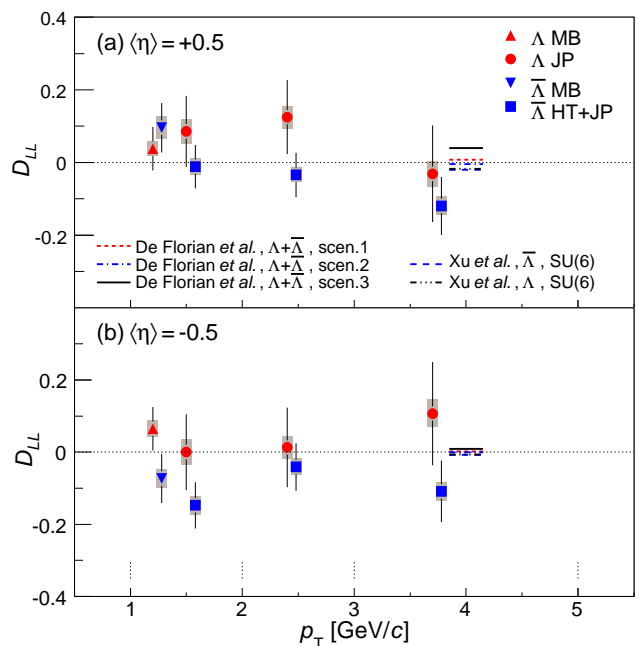 (a) ⟨η⟩ = +0.5
Λ MB
Λ JP
Λ̅ MB
Λ̅ HT+JP
0.4
0.2
0
-0.2
D_LL
De Florian et al., Λ+Λ̅, scen.1
De Florian et al., Λ+Λ̅, scen.2
De Florian et al., Λ+Λ̅, scen.3
Xu et al., Λ̅, SU(6)
Xu et al., Λ, SU(6)
(b) ⟨η⟩ = -0.5
0.2
0
-0.2
-0.4
D_LL
1 2 3 4 5
p_T [GeV/c]